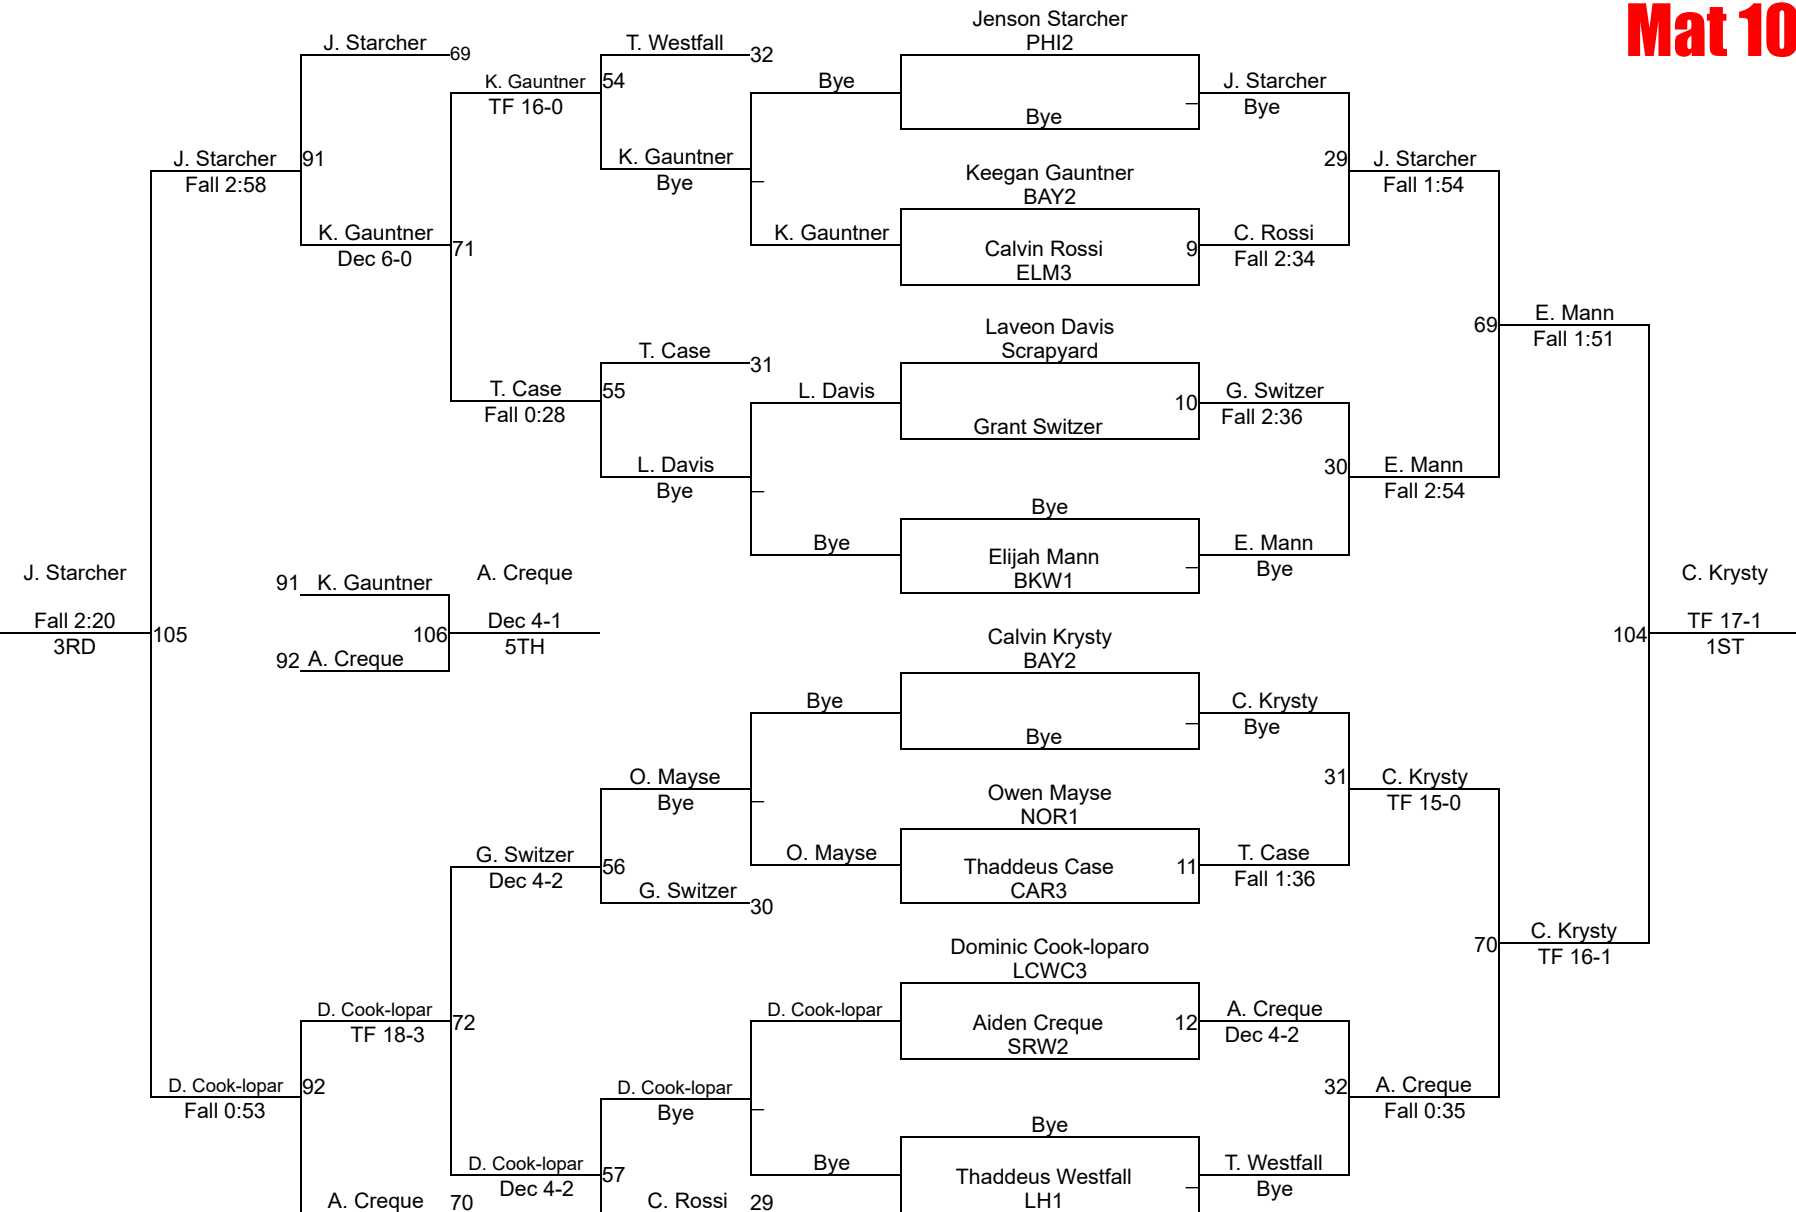 Mat 10
Jenson Starcher
PHI2
J. Starcher
69
T. Westfall
32
K. Gauntner
54
TF 16-0
Bye
Bye
J. Starcher
Bye
J. Starcher
91
Fall 2:58
K. Gauntner
Bye
Keegan Gauntner
BAY2
29
J. Starcher
Fall 1:54
K. Gauntner
71
Dec 6-0
K. Gauntner
Calvin Rossi
ELM3
9
C. Rossi
Fall 2:34
Laveon Davis
Scrapyard
69
E. Mann
Fall 1:51
T. Case
31
T. Case
55
Fall 0:28
L. Davis
10
G. Switzer
Fall 2:36
Grant Switzer
L. Davis
Bye
30
E. Mann
Fall 2:54
Bye
Bye
Elijah Mann
BKW1
E. Mann
Bye
J. Starcher
Fall 2:20
3RD
105
91
K. Gauntner
92
A. Creque
106
A. Creque
Dec 4-1
5TH
104
C. Krysty
TF 17-1
1ST
Calvin Krysty
BAY2
Bye
Bye
C. Krysty
Bye
O. Mayse
Bye
Owen Mayse
NOR1
31
C. Krysty
TF 15-0
G. Switzer
56
Dec 4-2
O. Mayse
Thaddeus Case
CAR3
11
T. Case
Fall 1:36
G. Switzer
30
Dominic Cook-loparo
LCWC3
70
C. Krysty
TF 16-1
D. Cook-lopar
72
TF 18-3
D. Cook-lopar
Aiden Creque
SRW2
12
A. Creque
Dec 4-2
D. Cook-lopar
92
Fall 0:53
D. Cook-lopar
Bye
32
A. Creque
Fall 0:35
Bye
D. Cook-lopar
57
Dec 4-2
Bye
Thaddeus Westfall
LH1
T. Westfall
Bye
A. Creque
70
C. Rossi
29